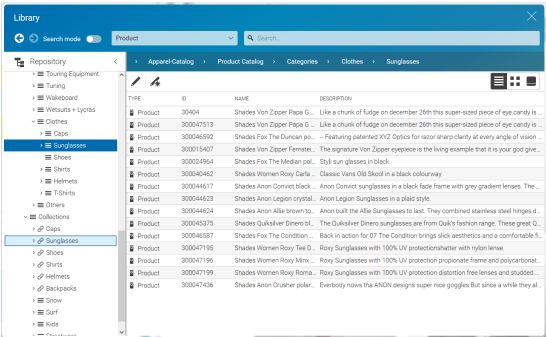 Library
Search mode
Product
Search...
Repository
Apparel-Catalog > Product Catalog > Categories > Clothes > Sunglasses
Touring Equipment
Tuning
Wakeboard
Wetsuits + Lycras
Clothes
Caps
Sunglasses
Shoes
Shirts
Helmets
T-Shirts
Others
Collections
Caps
Sunglasses
Shoes
Shirts
Helmets
Backpacks
Snow
Surf
Kids
Streetwear
TYPE ID NAME DESCRIPTION
Product 30404 Shades Von Zipper Papa G ... Like a chunk of fudge on december 26th this super-sized piece of eye candy is c...
Product 300047513 Shades Von Zipper Papa G ... Like a chunk of fudge on december 26th this super-sized piece of eye candy is c...
Product 300046592 Shades Fox The Duncan po... -- Featuring patented XYZ Optics for razor sharp clarity at every angle of vision ...
Product 300015407 Shades Von Zipper Fernstei... The signature Von Zipper eyepiece is the living example that it is your god give...
Product 300024964 Shades Fox The Median pol... Styli sun glasses in black.
Product 300040462 Shades Women Roxy Carla ... Classic Vans Old Skool in a black colourway.
Product 300044617 Shades Anon Convict black ... Anon Convict sunglasses in a black fade frame with grey gradient lenses. The ...
Product 300044623 Shades Anon Legion crystal... Anon Legion Sunglasses in a plaid style.
Product 300044624 Shades Anon Allie brown to... Anon built the Allie Sunglasses to last. They combined stainless steel hinges d...
Product 300045375 Shades Quiksilver Dinero bl... The Quiksilver Dinero sunglasses are from Quik's fashion range. These great Q...
Product 300046587 Shades Fox The Condition ... Back in action for 07 The Condition brings slick aesthetics and a comfortable fi...
Product 300047195 Shades Women Roxy Tee D... Roxy Sunglasses with 100% UV protectionshatter with nylon lense.
Product 300047196 Shades Women Roxy Minx ... Roxy Sunglasses with 100% UV protection propionate frame and polycarbonat...
Product 300047199 Shades Women Roxy Roma... Roxy Sunglasses with 100% UV protection distortion free lenses and studded ...
Product 300047436 Shades Anon Crusher polar... Everbody nows tha ANON designs super nice goggles But since a while they al...